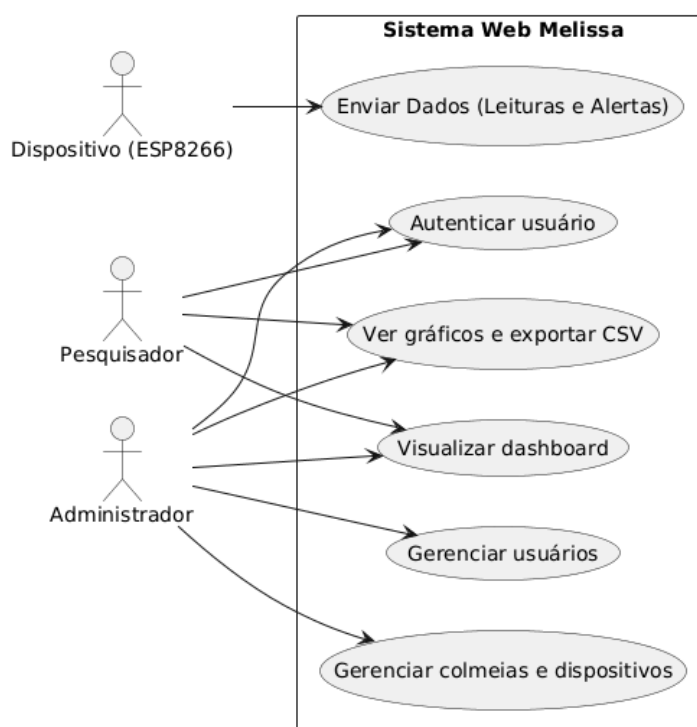 Sistema Web Melissa
Dispositivo (ESP8266)
Enviar Dados (Leituras e Alertas)
Autenticar usuário
Pesquisador
Ver gráficos e exportar CSV
Visualizar dashboard
Administrador
Gerenciar usuários
Gerenciar colmeias e dispositivos